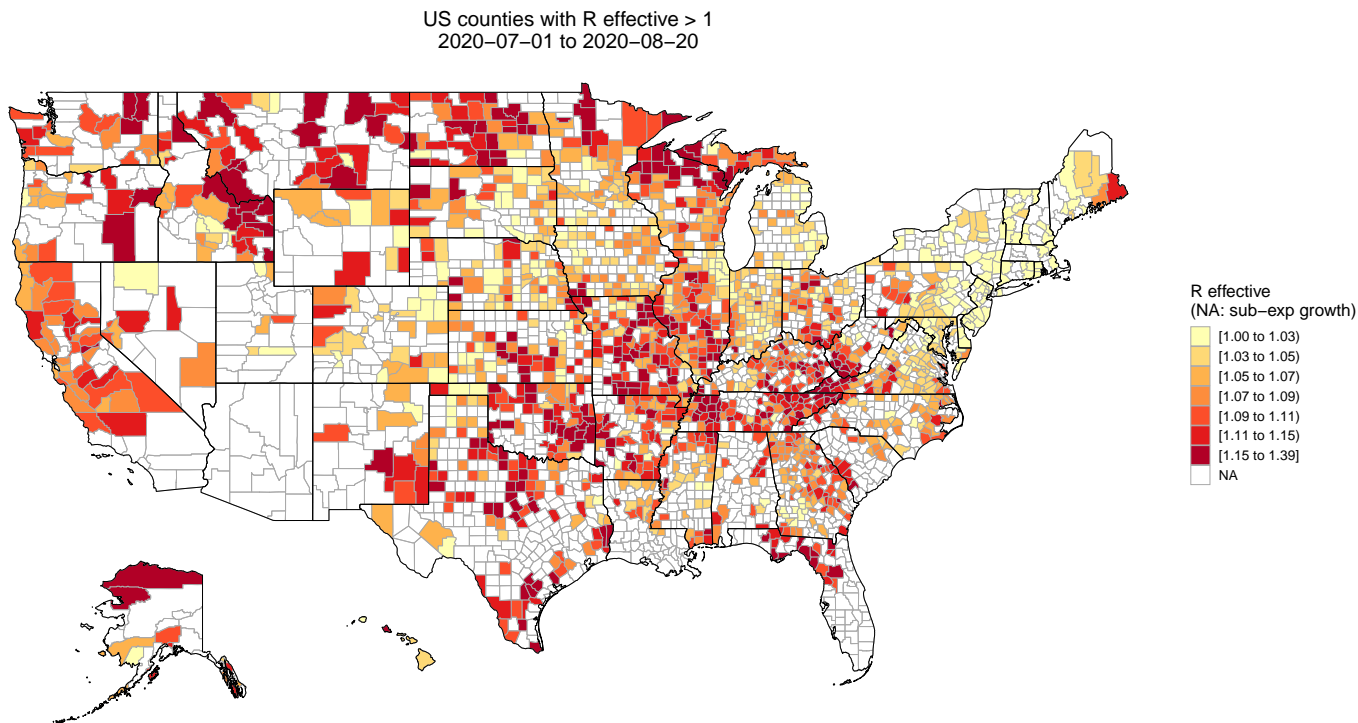 US counties with R effective > 1
2020−07−01 to 2020−08−20
R effective
(NA: sub−exp growth)
[1.00 to 1.03)
[1.03 to 1.05)
[1.05 to 1.07)
[1.07 to 1.09)
[1.09 to 1.11)
[1.11 to 1.15)
[1.15 to 1.39]
NA